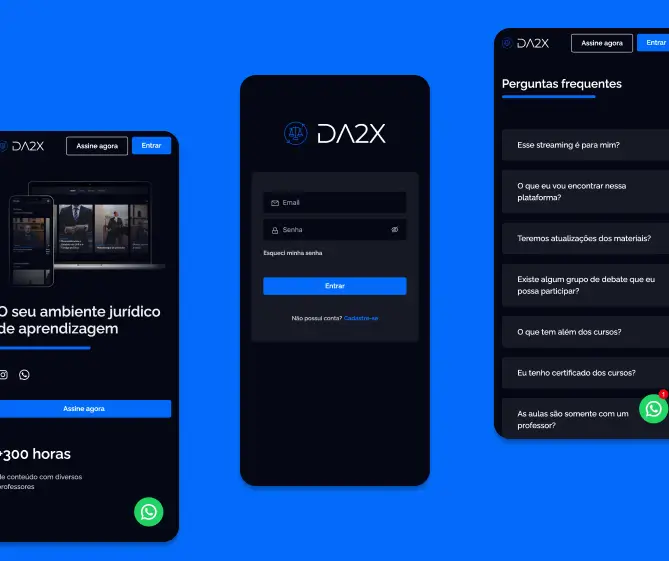 DA2X
Assine agora
Entrar
O seu ambiente jurídico
de aprendizagem
Assine agora
+300 horas
de conteúdo com diversos
professores
DA2X
Email
Senha
Esqueci minha senha
Entrar
Não possui conta? Cadastre-se
DA2X
Assine agora
Entrar
Perguntas frequentes
Esse streaming é para mim?
O que eu vou encontrar nessa
plataforma?
Teremos atualizações dos materiais?
Existe algum grupo de debate que eu
possa participar?
O que tem além dos cursos?
Eu tenho certificado dos cursos?
As aulas são somente com um
professor?
1